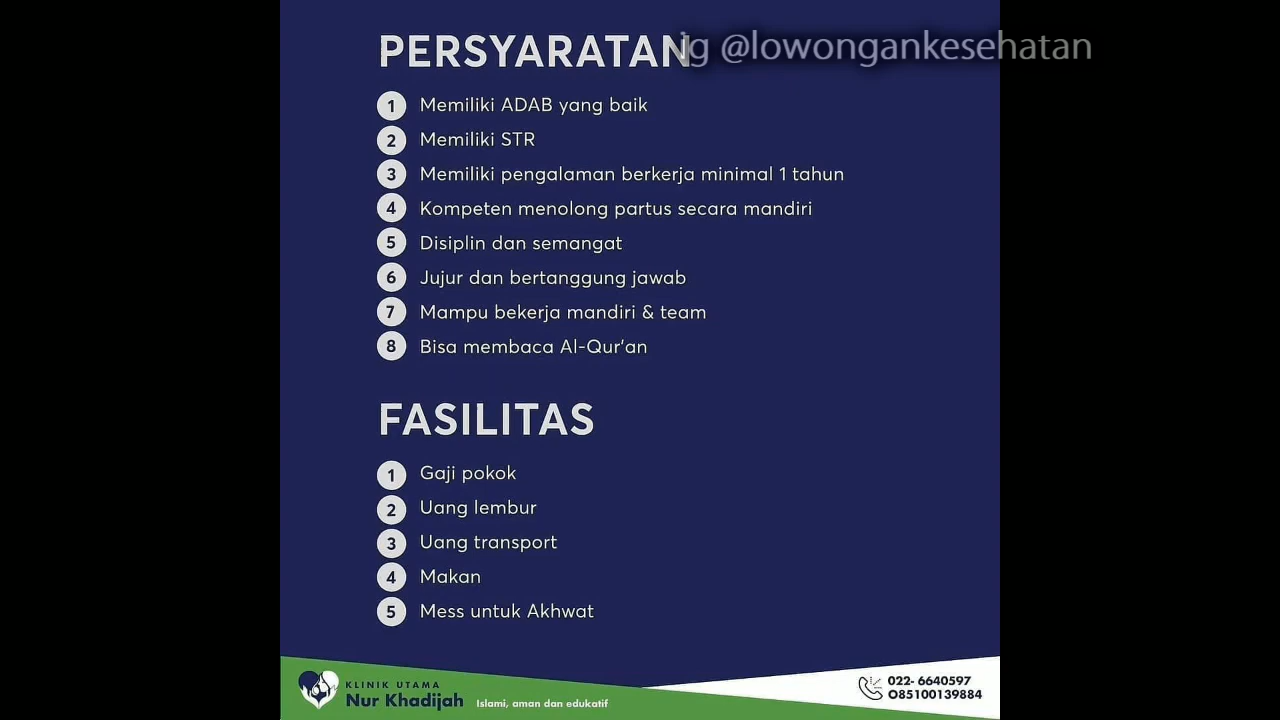 PERSYARATAN
ig @lowongankesehatan
1 Memiliki ADAB yang baik
2 Memiliki STR
3 Memiliki pengalaman berkerja minimal 1 tahun
4 Kompeten menolong partus secara mandiri
5 Disiplin dan semangat
6 Jujur dan bertanggung jawab
7 Mampu bekerja mandiri & team
8 Bisa membaca Al-Qur'an
FASILITAS
1 Gaji pokok
2 Uang lembur
3 Uang transport
4 Makan
5 Mess untuk Akhwat
KLINIK UTAMA
Nur Khadijah
Islami, aman dan edukatif
022- 6640597
085100139884